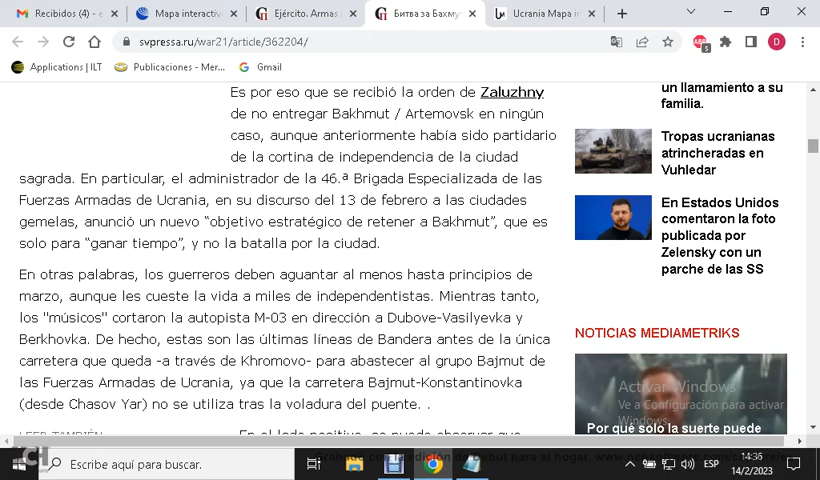 Recibidos (4) - e
Mapa interactiv
Ejército. Armas
Битва за Бахму
Ucrania Mapa in
svpressa.ru/war21/article/362204/
Applications | ILT
Publicaciones - Mer...
Gmail
Es por eso que se recibió la orden de Zaluzhny
de no entregar Bakhmut / Artemovsk en ningún
caso, aunque anteriormente había sido partidario
de la cortina de independencia de la ciudad
sagrada. En particular, el administrador de la 46.ª Brigada Especializada de las
Fuerzas Armadas de Ucrania, en su discurso del 13 de febrero a las ciudades
gemelas, anunció un nuevo “objetivo estratégico de retener a Bakhmut”, que es
solo para “ganar tiempo”, y no la batalla por la ciudad.
En otras palabras, los guerreros deben aguantar al menos hasta principios de
marzo, aunque les cueste la vida a miles de independentistas. Mientras tanto,
los "músicos" cortaron la autopista M-03 en dirección a Dubove-Vasilyevka y
Berkhovka. De hecho, estas son las últimas líneas de Bandera antes de la única
carretera que queda -a través de Khromovo- para abastecer al grupo Bajmut de
las Fuerzas Armadas de Ucrania, ya que la carretera Bajmut-Konstantinovka
(desde Chasov Yar) no se utiliza tras la voladura del puente. .
LEER TAMBIÉN
En el lado positivo, se puede observar que
un llamamiento a su
familia.
Tropas ucranianas
atrincheradas en
Vuhledar
En Estados Unidos
comentaron la foto
publicada por
Zelensky con un
parche de las SS
NOTICIAS MEDIAMETRIKS
Activar Windows
Ve a Configuración para activar
Windows.
Por qué solo la suerte puede
Escribe aquí para buscar.
ESP
14:36
14/2/2023